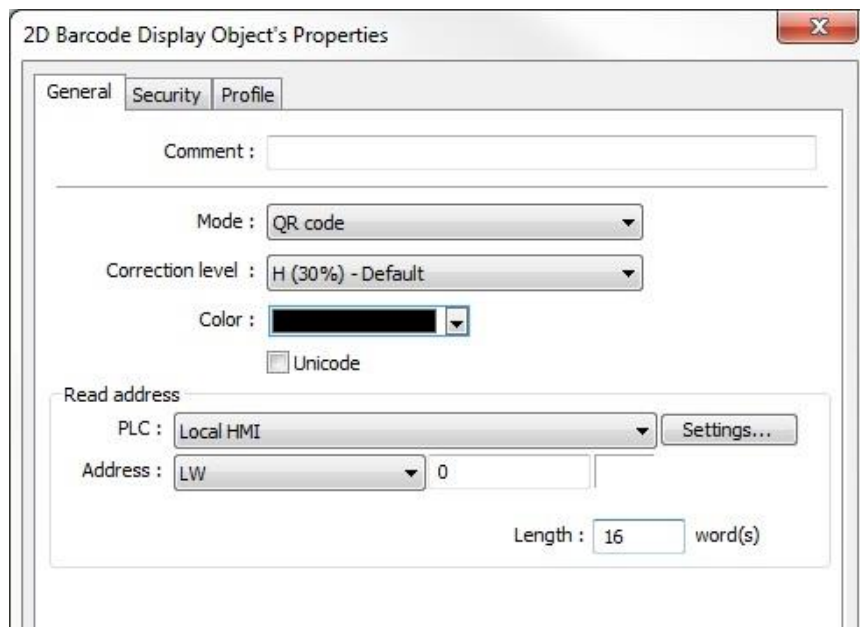 2D Barcode Display Object's Properties
General Security Profile
Comment :
Mode : QR code
Correction level : H (30%) - Default
Color :
Unicode
Read address
PLC : Local HMI Settings...
Address : LW 0
Length : 16 word(s)